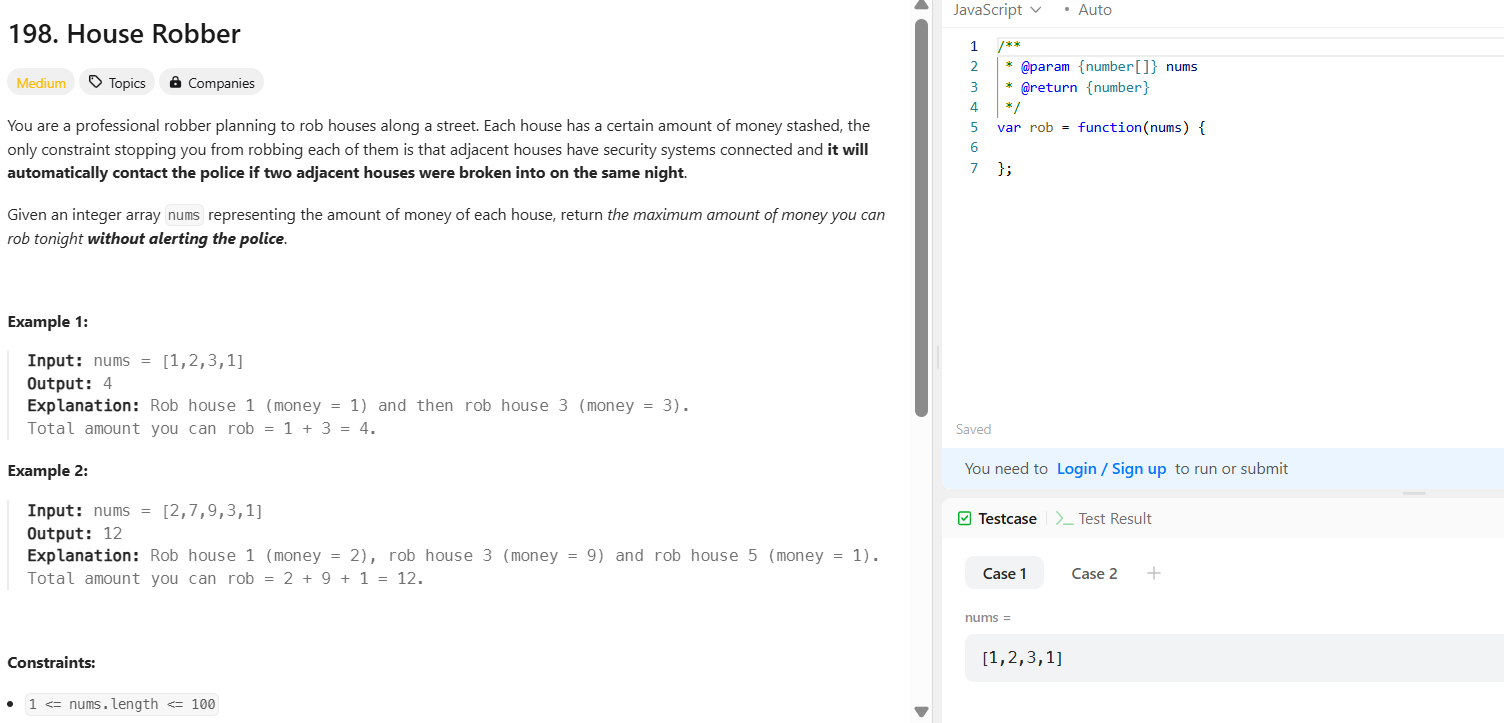 198. House Robber
Medium
Topics
Companies
You are a professional robber planning to rob houses along a street. Each house has a certain amount of money stashed, the
only constraint stopping you from robbing each of them is that adjacent houses have security systems connected and it will
automatically contact the police if two adjacent houses were broken into on the same night.
Given an integer array nums representing the amount of money of each house, return the maximum amount of money you can
rob tonight without alerting the police.
Example 1:
Input: nums = [1,2,3,1]
Output: 4
Explanation: Rob house 1 (money = 1) and then rob house 3 (money = 3).
Total amount you can rob = 1 + 3 = 4.
Example 2:
Input: nums = [2,7,9,3,1]
Output: 12
Explanation: Rob house 1 (money = 2), rob house 3 (money = 9) and rob house 5 (money = 1).
Total amount you can rob = 2 + 9 + 1 = 12.
Constraints:
• 1 <= nums.length <= 100
JavaScript • Auto
1 /**
2  * @param {number[]} nums
3  * @return {number}
4  */
5 var rob = function(nums) {
6
7 };
Saved
You need to Login / Sign up to run or submit
Testcase
Test Result
Case 1
Case 2 +
nums =
[1,2,3,1]